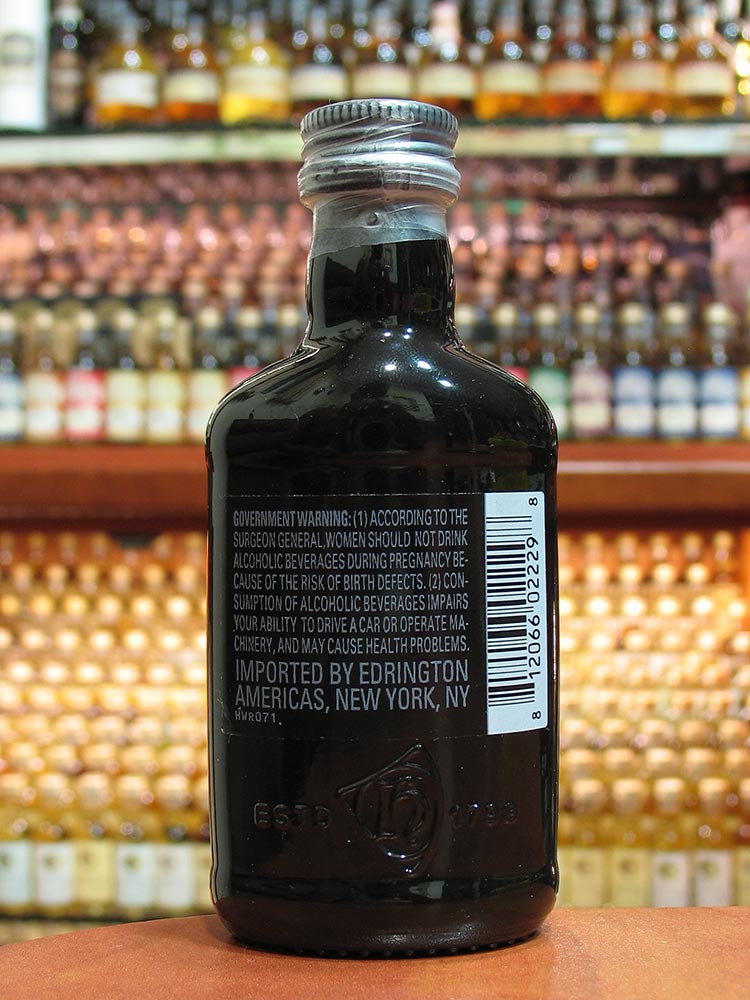 GOVERNMENT WARNING: (1) ACCORDING TO THE
SURGEON GENERAL, WOMEN SHOULD NOT DRINK
ALCOHOLIC BEVERAGES DURING PREGNANCY BE-
CAUSE OF THE RISK OF BIRTH DEFECTS. (2) CON-
SUMPTION OF ALCOHOLIC BEVERAGES IMPAIRS
YOUR ABILITY TO DRIVE A CAR OR OPERATE MA-
CHINERY, AND MAY CAUSE HEALTH PROBLEMS.
IMPORTED BY EDRINGTON
AMERICAS, NEW YORK, NY
HWR071
8 12066 02229 8
ESTD H 1798